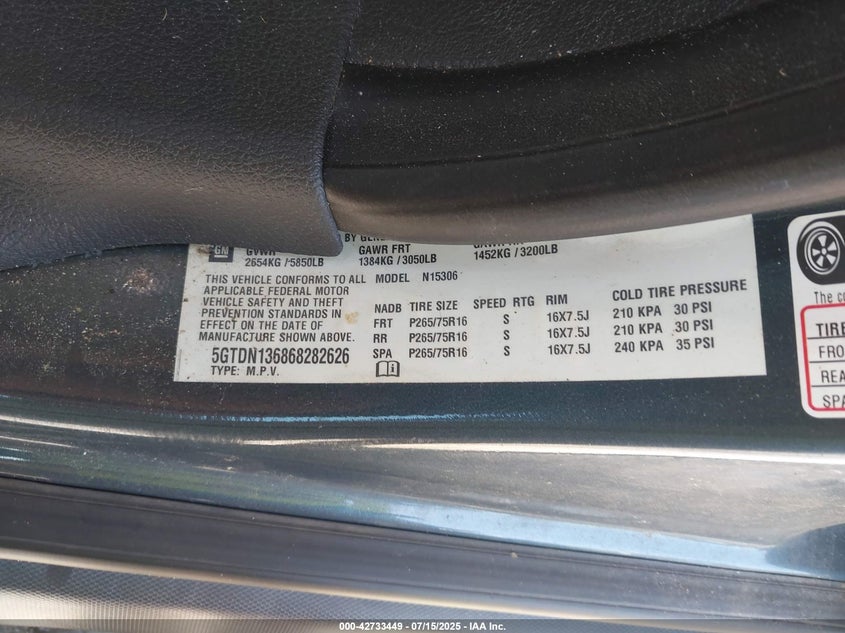 GM
BY
GVWR GAWR FRT
2654KG / 5850LB 1384KG / 3050LB 1452KG / 3200LB
THIS VEHICLE CONFORMS TO ALL MODEL N15306
APPLICABLE FEDERAL MOTOR
VEHICLE SAFETY AND THEFT
PREVENTION STANDARDS IN
EFFECT ON THE DATE OF
MANUFACTURE SHOWN ABOVE.
5GTDN136868282626
TYPE: M.P.V.
NADB TIRE SIZE SPEED RTG RIM COLD TIRE PRESSURE
FRT P265/75R16 S 16X7.5J 210 KPA 30 PSI
RR P265/75R16 S 16X7.5J 210 KPA 30 PSI
SPA P265/75R16 S 16X7.5J 240 KPA 35 PSI
The
TIRE
000-42733449 - 07/15/2025 - IAA Inc.